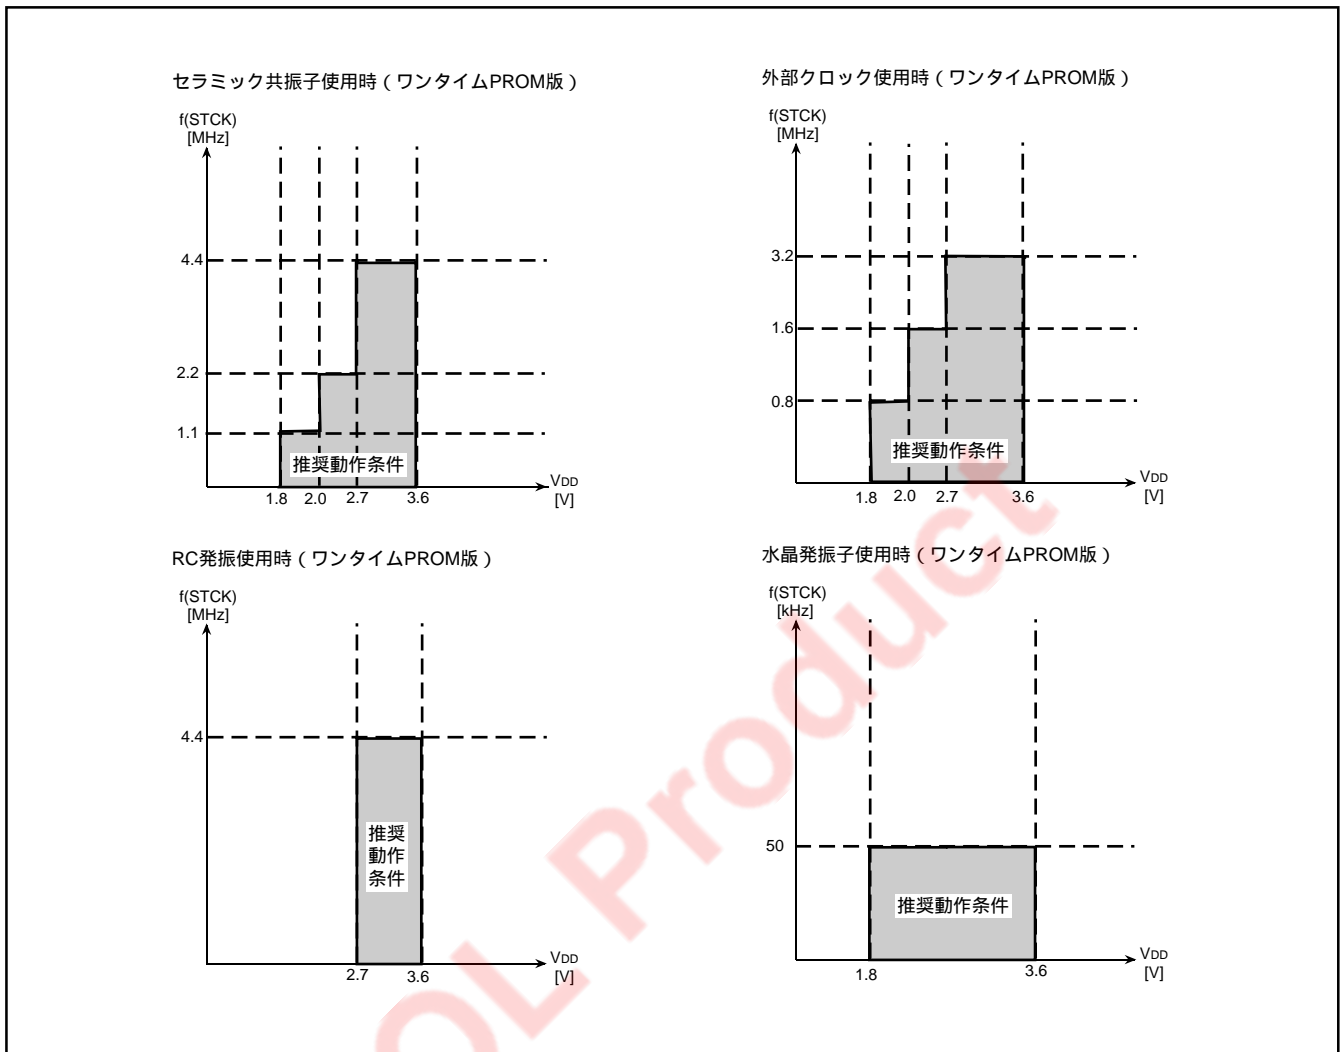 セラミック共振子使用時（ワンタイムPROM版）
f(STCK)
[MHz]
4.4
2.2
1.1
推奨動作条件
1.8 2.0 2.7 3.6
VDD
[V]
外部クロック使用時（ワンタイムPROM版）
f(STCK)
[MHz]
3.2
1.6
0.8
推奨動作条件
1.8 2.0 2.7 3.6
VDD
[V]
RC発振使用時（ワンタイムPROM版）
f(STCK)
[MHz]
4.4
推奨
動作
条件
2.7 3.6
VDD
[V]
水晶発振子使用時（ワンタイムPROM版）
f(STCK)
[kHz]
50
推奨動作条件
1.8 3.6
VDD
[V]
OL Product